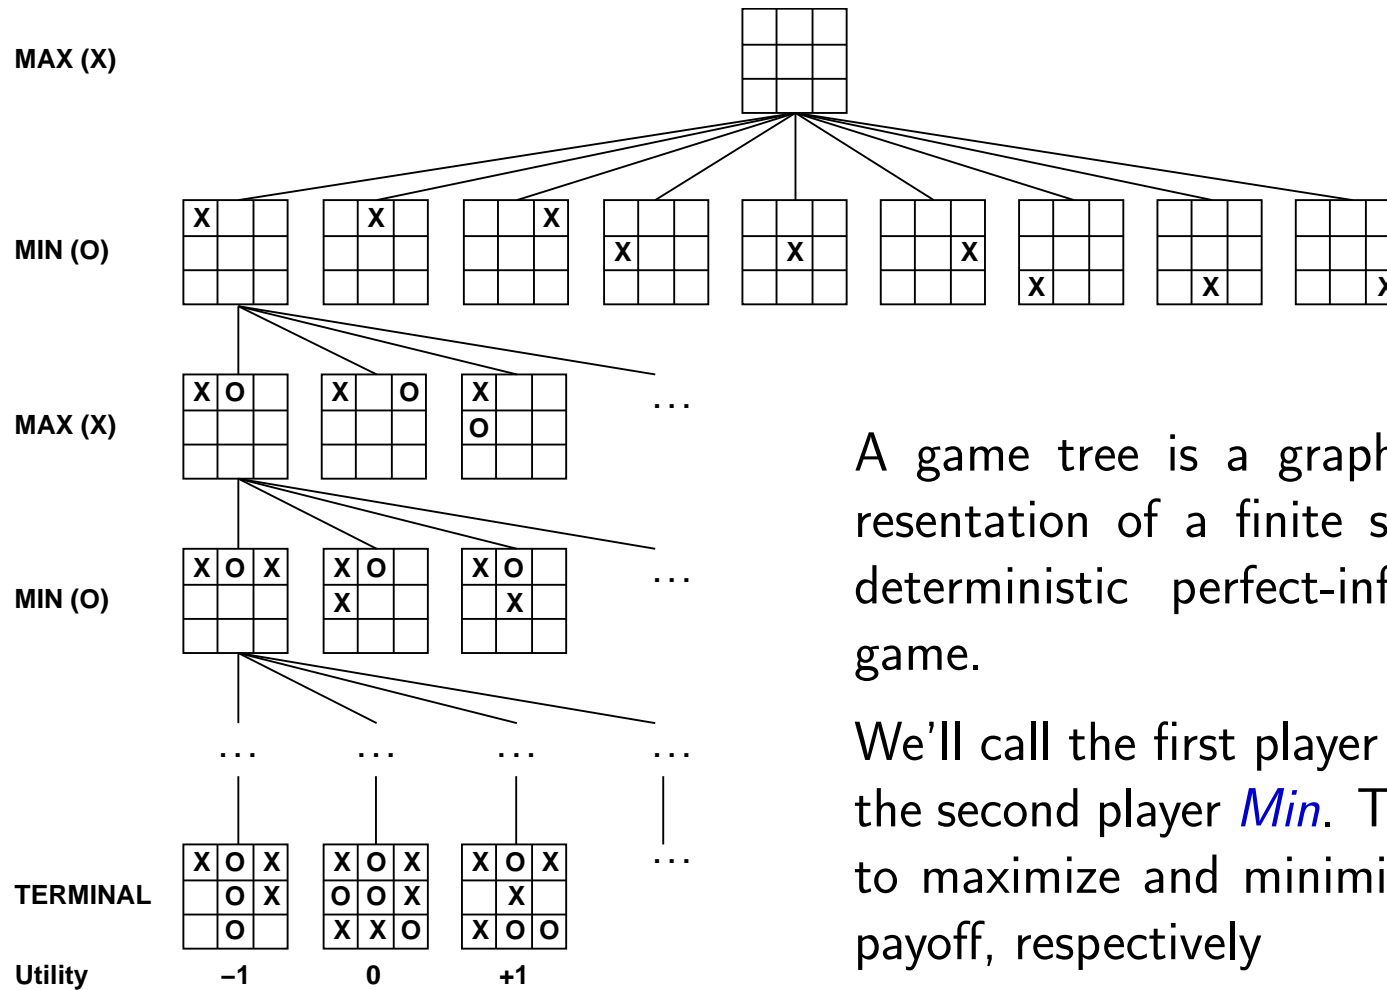 MAX (X)
X X X
X X X
X X X
MIN (O)
X O X O X
MAX (X)
O
. . .
X O X X O X O
MIN (O)
X X
. . .
. . . . . . . . . . . .
X O X X O X X O X
. . .
TERMINAL
O X O O X X
O X X O X O O
Utility −1 0 +1
A game tree is a graph
resentation of a finite s
deterministic perfect-inf
game.
We'll call the first player
the second player Min. T
to maximize and minimi
payoff, respectively